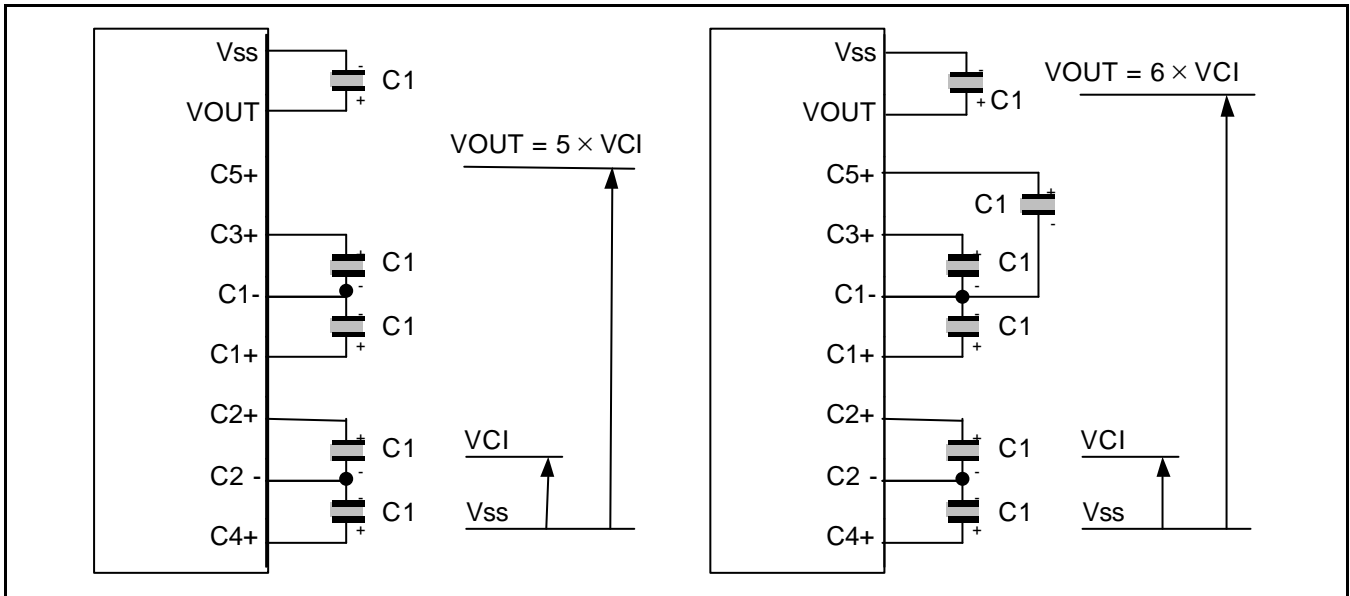 Vss
-
C1
+
VOUT
VOUT = 5 × VCI
C5+
C3+
+
C1
-
C1-
-
C1
+
C1+
C2+
+
C1
-
C2 -
-
C1
+
C4+
VCI
Vss
Vss
-
+ C1
VOUT
VOUT = 6 × VCI
C5+
+
C1
-
C3+
+
C1
-
C1-
-
C1
+
C1+
C2+
+
C1
-
C2 -
-
C1
+
C4+
VCI
Vss